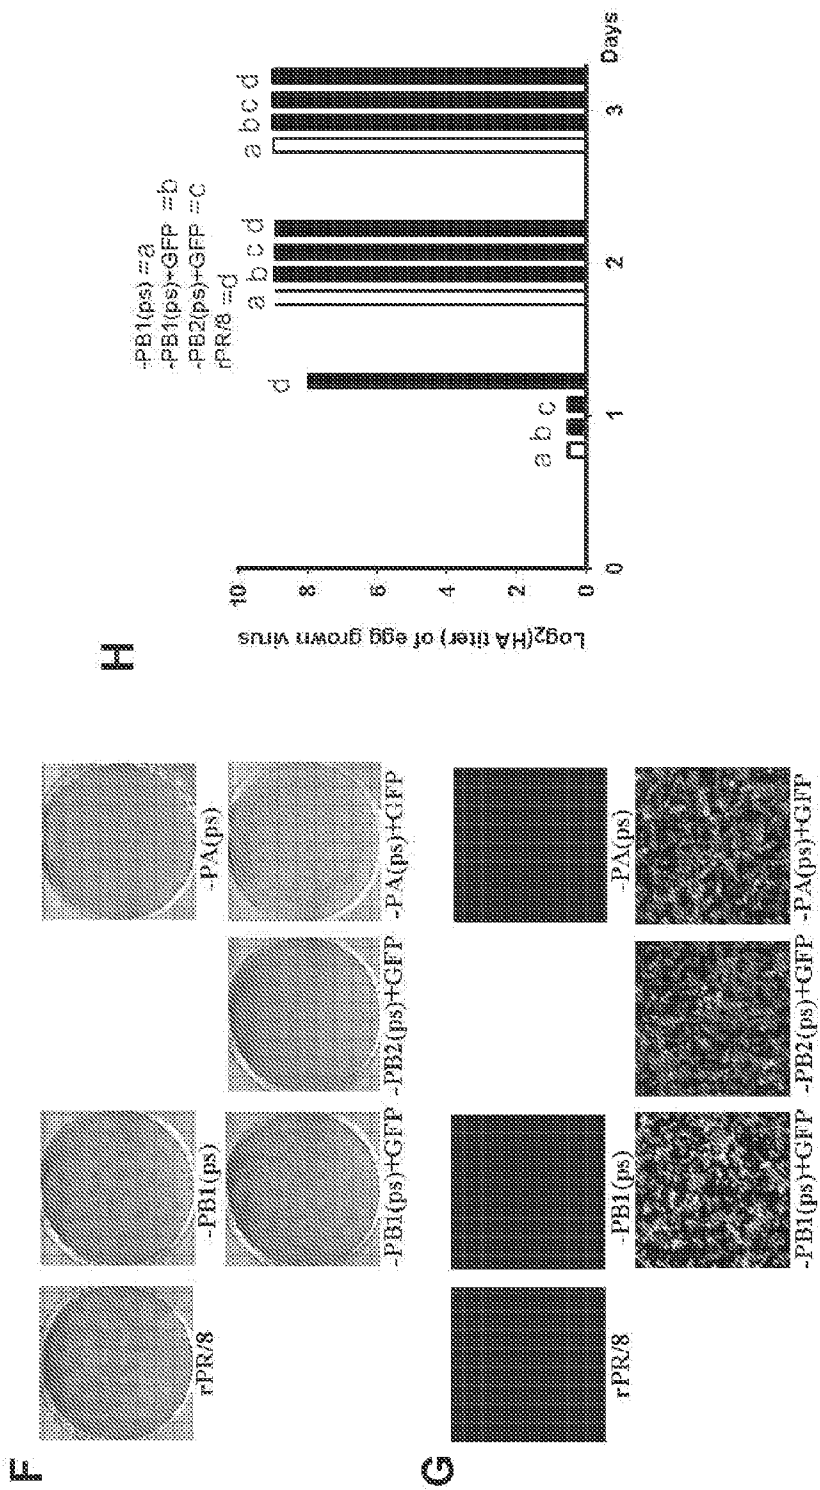 F
rPR/8
-PB1(ps)
-PA(ps)
-PB1(ps)+GFP
-PB2(ps)+GFP
-PA(ps)+GFP
G
rPR/8
-PB1(ps)
-PA(ps)
-PB1(ps)+GFP
-PB2(ps)+GFP
-PA(ps)+GFP
H
-PB1(ps) =a
-PB1(ps)+GFP =b
-PB2(ps)+GFP =c
rPR/8 =d
Log2(HA titer) of egg grown virus
10
8
6
4
2
0
a b c
d
a b c d
a b c d
0
1
2
3
Days